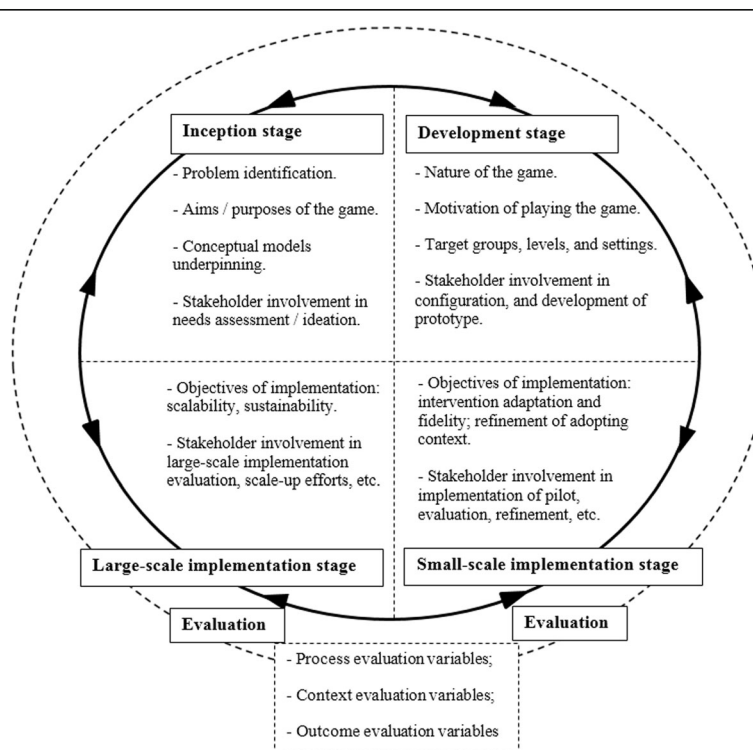 Inception stage
- Problem identification.
- Aims / purposes of the game.
- Conceptual models
underpinning.
- Stakeholder involvement in
needs assessment / ideation.
Development stage
- Nature of the game.
- Motivation of playing the game.
- Target groups, levels, and settings.
- Stakeholder involvement in
configuration, and development of
prototype.
- Objectives of implementation:
scalability, sustainability.
- Stakeholder involvement in
large-scale implementation
evaluation, scale-up efforts, etc.
Large-scale implementation stage
- Objectives of implementation:
intervention adaptation and
fidelity; refinement of adopting
context.
- Stakeholder involvement in
implementation of pilot,
evaluation, refinement, etc.
Small-scale implementation stage
Evaluation
Evaluation
- Process evaluation variables;
- Context evaluation variables;
- Outcome evaluation variables